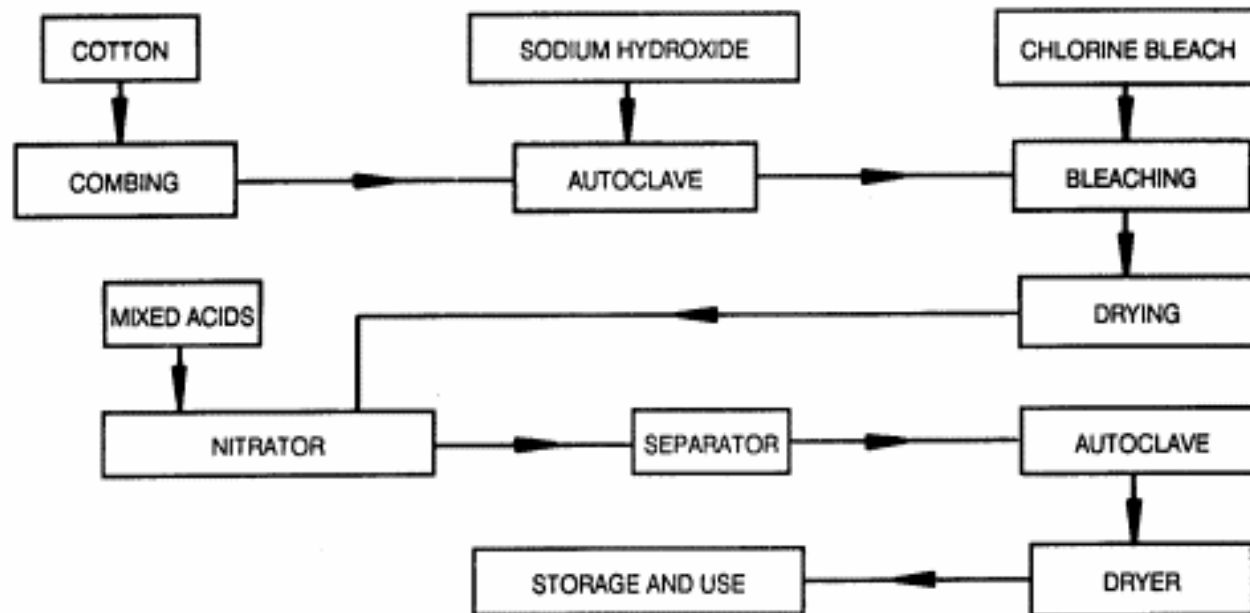 COTTON
SODIUM HYDROXIDE
CHLORINE BLEACH
COMBING
AUTOCLAVE
BLEACHING
MIXED ACIDS
DRYING
NITRATOR
SEPARATOR
AUTOCLAVE
STORAGE AND USE
DRYER